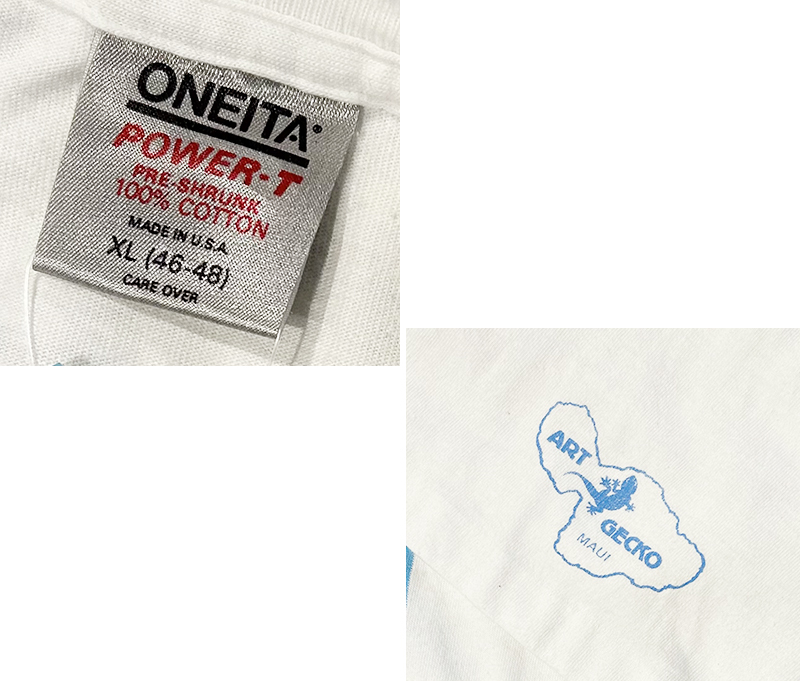 ONEITA®
POWER-T
PRE-SHRUNK
100% COTTON
MADE IN U.S.A.
XL (46-48)
CARE OVER
ART
GECKO
MAUI